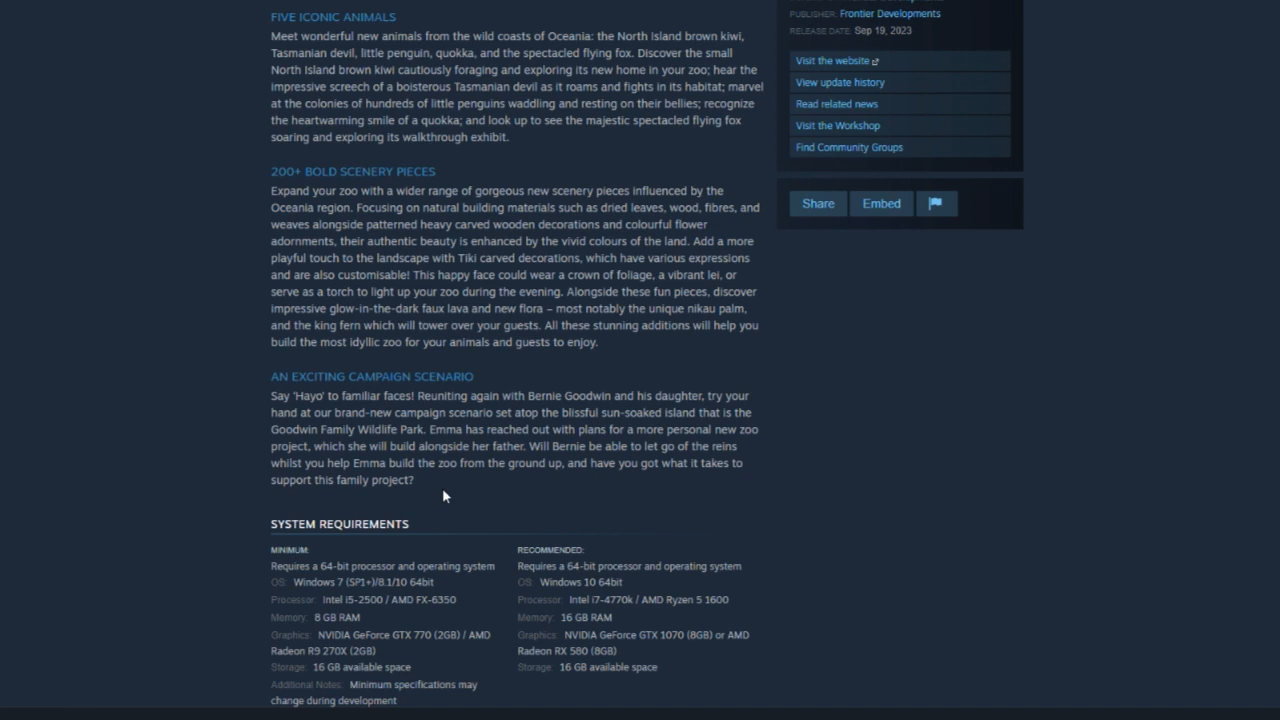 FIVE ICONIC ANIMALS
Meet wonderful new animals from the wild coasts of Oceania: the North Island brown kiwi,
Tasmanian devil, little penguin, quokka, and the spectacled flying fox. Discover the small
North Island brown kiwi cautiously foraging and exploring its new home in your zoo; hear the
impressive screech of a boisterous Tasmanian devil as it roams and fights in its habitat; marvel
at the colonies of hundreds of little penguins waddling and resting on their bellies; recognize
the heartwarming smile of a quokka; and look up to see the majestic spectacled flying fox
soaring and exploring its walkthrough exhibit.
200+ BOLD SCENERY PIECES
Expand your zoo with a wider range of gorgeous new scenery pieces influenced by the
Oceania region. Focusing on natural building materials such as dried leaves, wood, fibres, and
weaves alongside patterned heavy carved wooden decorations and colourful flower
adornments, their authentic beauty is enhanced by the vivid colours of the land. Add a more
playful touch to the landscape with Tiki carved decorations, which have various expressions
and are also customisable! This happy face could wear a crown of foliage, a vibrant lei, or
serve as a torch to light up your zoo during the evening. Alongside these fun pieces, discover
impressive glow-in-the-dark faux lava and new flora – most notably the unique nikau palm,
and the king fern which will tower over your guests. All these stunning additions will help you
build the most idyllic zoo for your animals and guests to enjoy.
AN EXCITING CAMPAIGN SCENARIO
Say 'Hayo' to familiar faces! Reuniting again with Bernie Goodwin and his daughter, try your
hand at our brand-new campaign scenario set atop the blissful sun-soaked island that is the
Goodwin Family Wildlife Park. Emma has reached out with plans for a more personal new zoo
project, which she will build alongside her father. Will Bernie be able to let go of the reins
whilst you help Emma build the zoo from the ground up, and have you got what it takes to
support this family project?
SYSTEM REQUIREMENTS
MINIMUM:
Requires a 64-bit processor and operating system
OS: Windows 7 (SP1+)/8.1/10 64bit
Processor: Intel i5-2500 / AMD FX-6350
Memory: 8 GB RAM
Graphics: NVIDIA GeForce GTX 770 (2GB) / AMD
Radeon R9 270X (2GB)
Storage: 16 GB available space
Additional Notes: Minimum specifications may
change during development
RECOMMENDED:
Requires a 64-bit processor and operating system
OS: Windows 10 64bit
Processor: Intel i7-4770k / AMD Ryzen 5 1600
Memory: 16 GB RAM
Graphics: NVIDIA GeForce GTX 1070 (8GB) or AMD
Radeon RX 580 (8GB)
Storage: 16 GB available space
PUBLISHER: Frontier Developments
RELEASE DATE: Sep 19, 2023
Visit the website
View update history
Read related news
Visit the Workshop
Find Community Groups
Share Embed